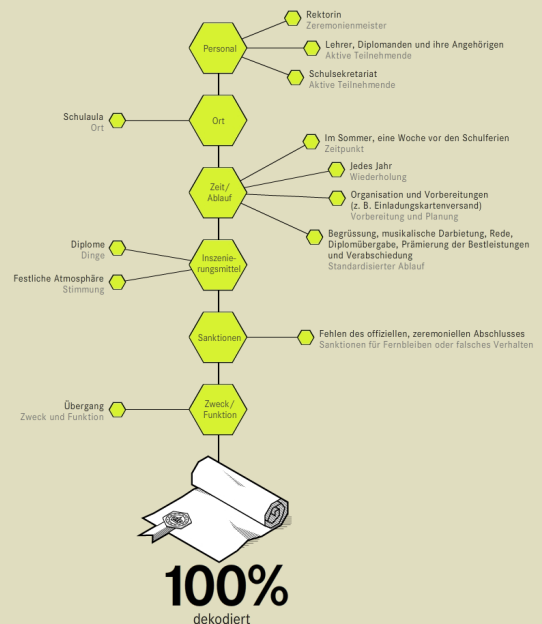 Rektorin
Zeremonienmeister
Personal
Lehrer, Diplomanden und ihre Angehörigen
Aktive Teilnehmende
Schulsekretariat
Aktive Teilnehmende
Schulaula
Ort
Ort
Im Sommer, eine Woche vor den Schulferien
Zeitpunkt
Jedes Jahr
Wiederholung
Zeit/
Ablauf
Organisation und Vorbereitungen
(z. B. Einladungskartenversand)
Vorbereitung und Planung
Begrüssung, musikalische Darbietung, Rede,
Diplomübergabe, Prämierung der Bestleistungen
und Verabschiedung
Standardisierter Ablauf
Diplome
Dinge
Inszenie-
rungsmittel
Festliche Atmosphäre
Stimmung
Sanktionen
Fehlen des offiziellen, zeremoniellen Abschlusses
Sanktionen für Fernbleiben oder falsches Verhalten
Übergang
Zweck und Funktion
Zweck/
Funktion
100%
dekodiert